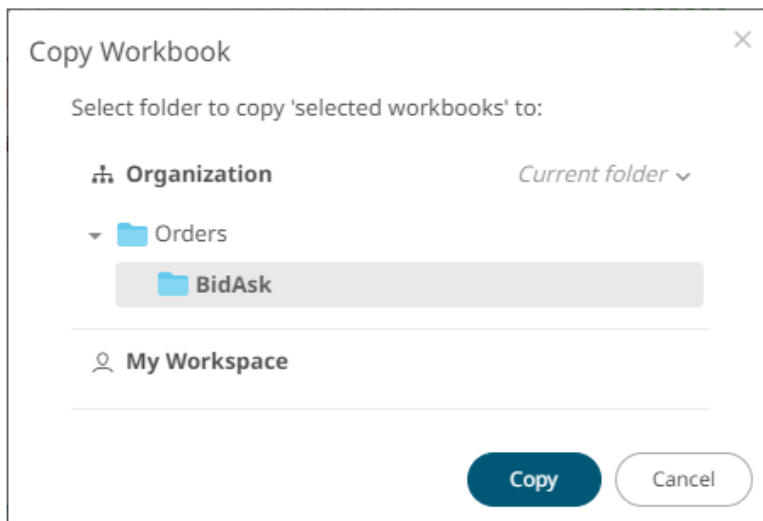 Copy Workbook
Select folder to copy 'selected workbooks' to:
Organization Current folder
Orders
BidAsk
My Workspace
Copy Cancel